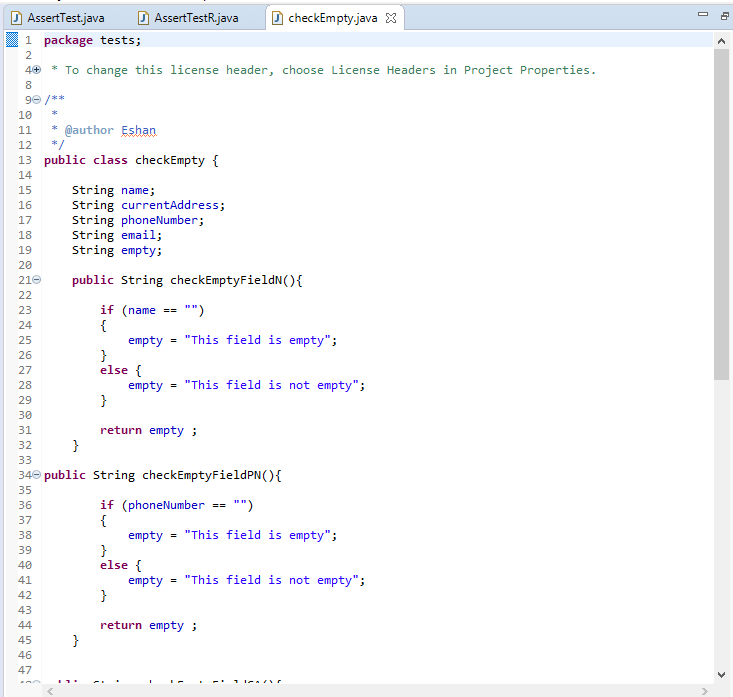 AssertTest.java AssertTestR.java checkEmpty.java
1 package tests;
2
4 * To change this license header, choose License Headers in Project Properties.
8
9 /**
10 *
11 * @author Eshan
12 */
13 public class checkEmpty {
14
15 String name;
16 String currentAddress;
17 String phoneNumber;
18 String email;
19 String empty;
20
21 public String checkEmptyFieldN(){
22
23 if (name == "")
24 {
25 empty = "This field is empty";
26 }
27 else {
28 empty = "This field is not empty";
29 }
30
31 return empty ;
32 }
33
34 public String checkEmptyFieldPN(){
35
36 if (phoneNumber == "")
37 {
38 empty = "This field is empty";
39 }
40 else {
41 empty = "This field is not empty";
42 }
43
44 return empty ;
45 }
46
47